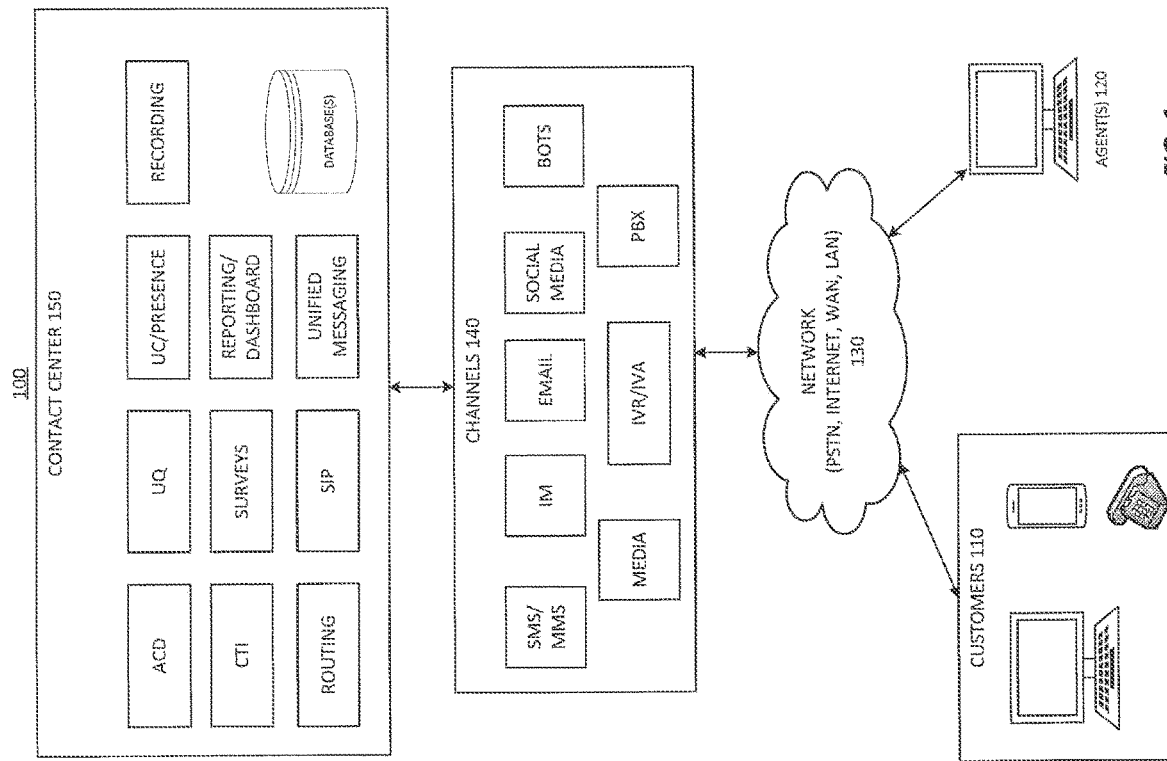 100
CONTACT CENTER 150
ACD
UQ
UC/PRESENCE
RECORDING
CTI
SURVEYS
REPORTING/
DASHBOARD
ROUTING
SIP
UNIFIED
MESSAGING
DATABASE(S)
CHANNELS 140
SMS/
MMS
IM
EMAIL
SOCIAL
MEDIA
BOTS
MEDIA
IVR/IVA
PBX
NETWORK
(PSTN, INTERNET, WAN, LAN)
130
CUSTOMERS 110
AGENT(S) 120